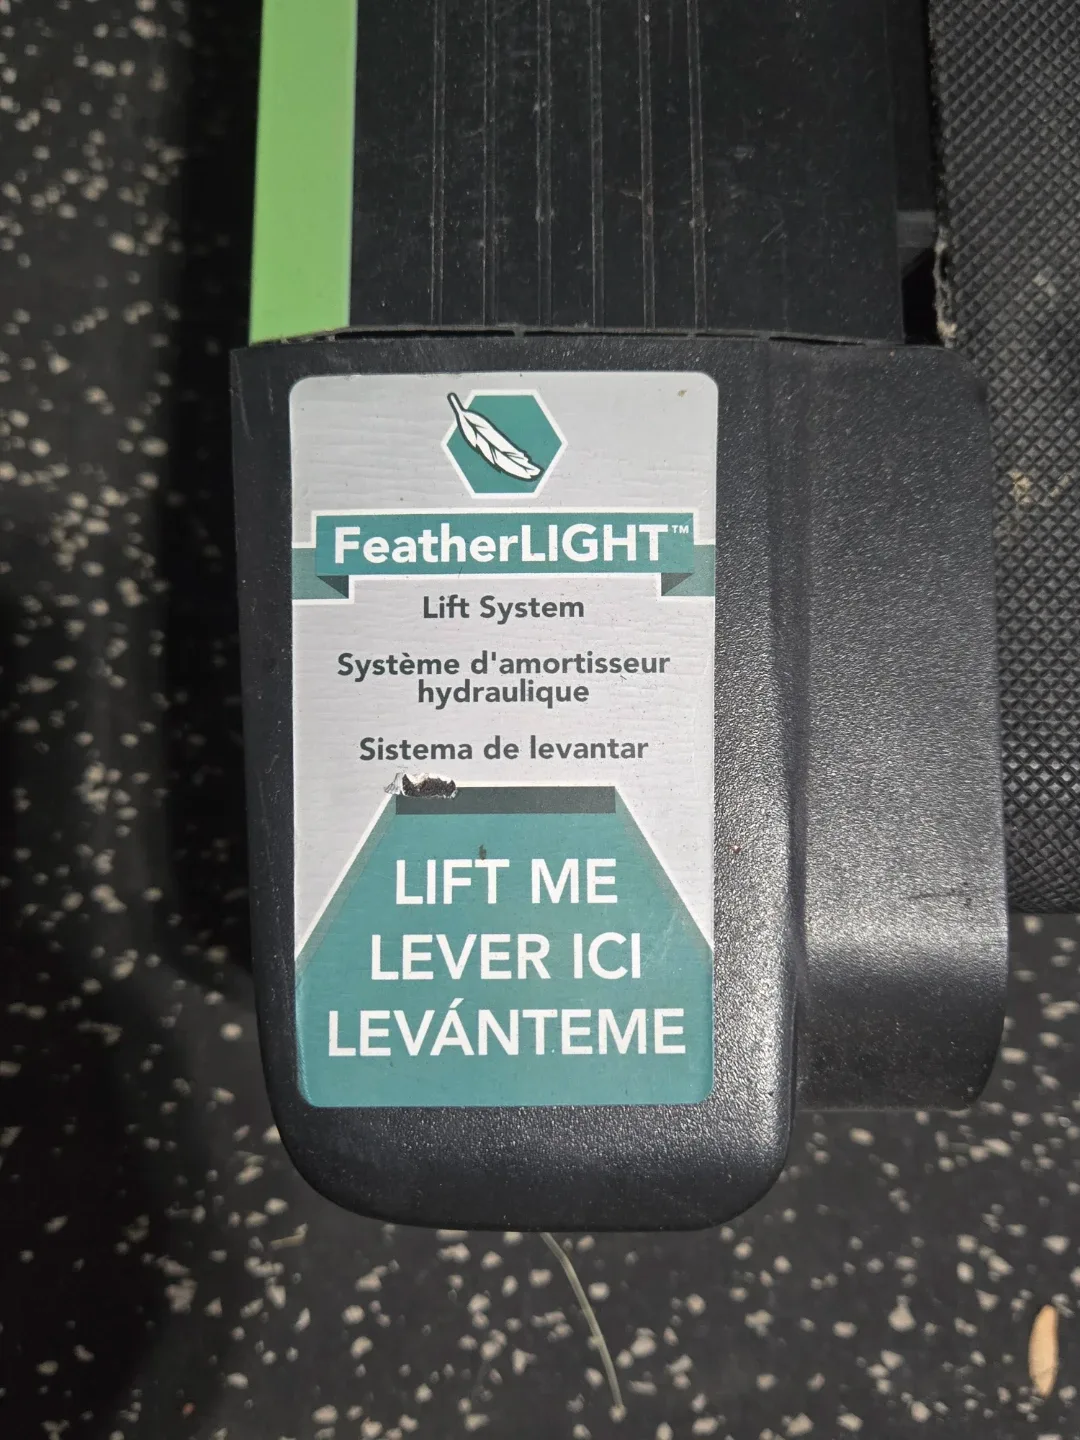 FeatherLIGHT™
Lift System
Système d'amortisseur
hydraulique
Sistema de levantar
LIFT ME
LEVER ICI
LEVÁNTEME